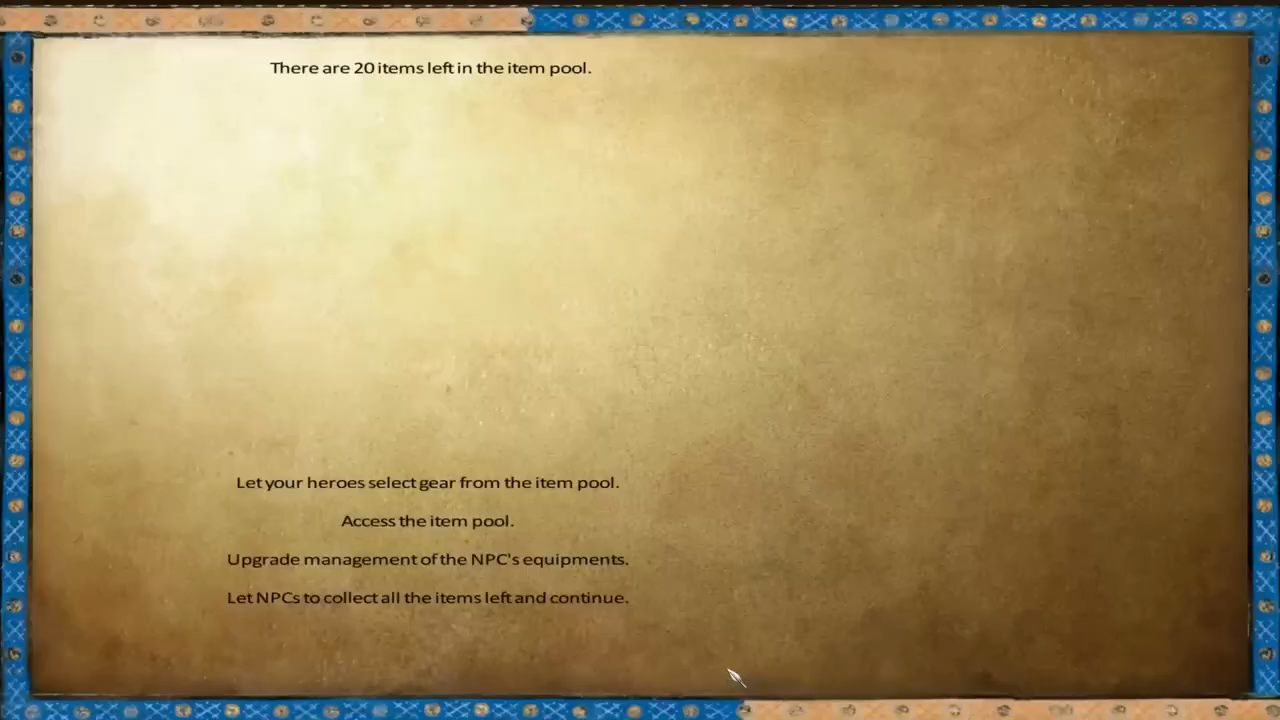 There are 20 items left in the item pool.
Let your heroes select gear from the item pool.
Access the item pool.
Upgrade management of the NPC's equipments.
Let NPCs to collect all the items left and continue.